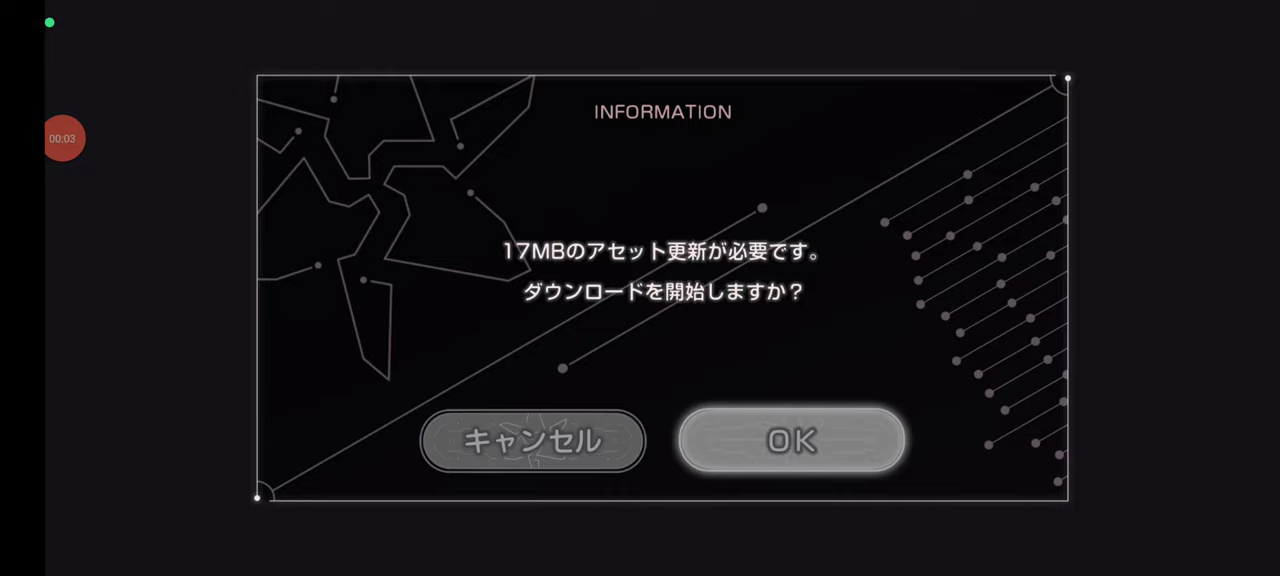 00:03
INFORMATION
17MBのアセット更新が必要です。
ダウンロードを開始しますか？
キャンセル
OK